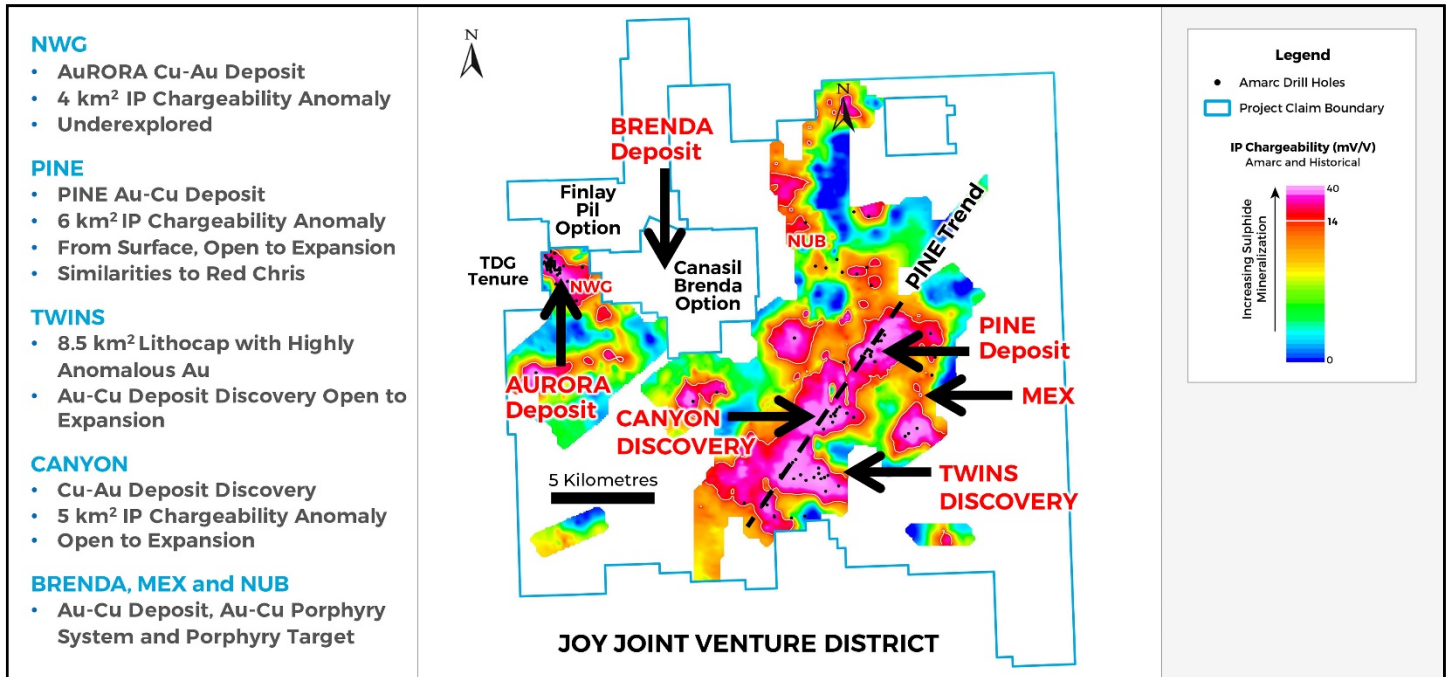 NWG
• AuRORA Cu-Au Deposit
• 4 km² IP Chargeability Anomaly
• Underexplored
PINE
• PINE Au-Cu Deposit
• 6 km² IP Chargeability Anomaly
• From Surface, Open to Expansion
• Similarities to Red Chris
TWINS
• 8.5 km² Lithocap with Highly
Anomalous Au
• Au-Cu Deposit Discovery Open to
Expansion
CANYON
• Cu-Au Deposit Discovery
• 5 km² IP Chargeability Anomaly
• Open to Expansion
BRENDA, MEX and NUB
• Au-Cu Deposit, Au-Cu Porphyry
System and Porphyry Target
N
N
BRENDA
Deposit
Finlay
Pil
Option
TDG
Tenure
NWG
Canasil
Brenda
Option
NUB
PINE Trend
PINE
Deposit
MEX
AURORA
Deposit
CANYON
DISCOVERY
TWINS
DISCOVERY
5 Kilometres
JOY JOINT VENTURE DISTRICT
Legend
Amarc Drill Holes
Project Claim Boundary
IP Chargeability (mV/V)
Amarc and Historical
Increasing Sulphide
Mineralization
40
14
0